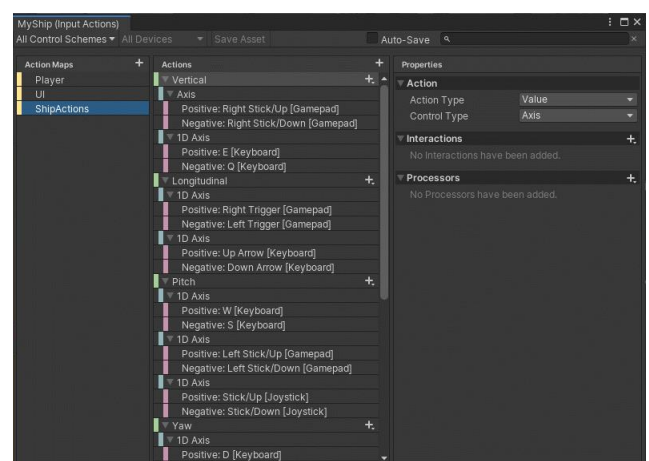 MyShip (Input Actions)
All Control Schemes All Devices Save Asset Auto-Save
Action Maps
Player
UI
ShipActions
Actions
Vertical
Axis
Positive: Right Stick/Up [Gamepad]
Negative: Right Stick/Down [Gamepad]
1D Axis
Positive: E [Keyboard]
Negative: Q [Keyboard]
Longitudinal
1D Axis
Positive: Right Trigger [Gamepad]
Negative: Left Trigger [Gamepad]
1D Axis
Positive: Up Arrow [Keyboard]
Negative: Down Arrow [Keyboard]
Pitch
1D Axis
Positive: W [Keyboard]
Negative: S [Keyboard]
1D Axis
Positive: Left Stick/Up [Gamepad]
Negative: Left Stick/Down [Gamepad]
1D Axis
Positive: Stick/Up [Joystick]
Negative: Stick/Down [Joystick]
Yaw
1D Axis
Positive: D [Keyboard]
Properties
Action
Action Type Value
Control Type Axis
Interactions
No Interactions have been added.
Processors
No Processors have been added.